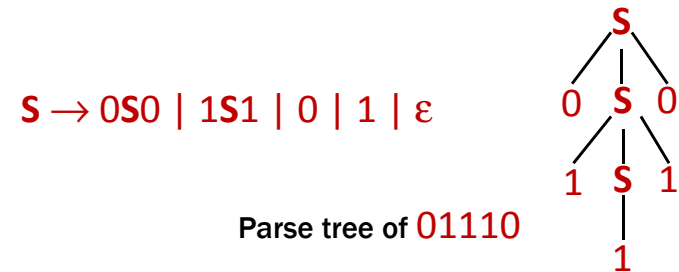 S
0 S 0
S → 0S0 | 1S1 | 0 | 1 | ε
1 S 1
Parse tree of 01110
1